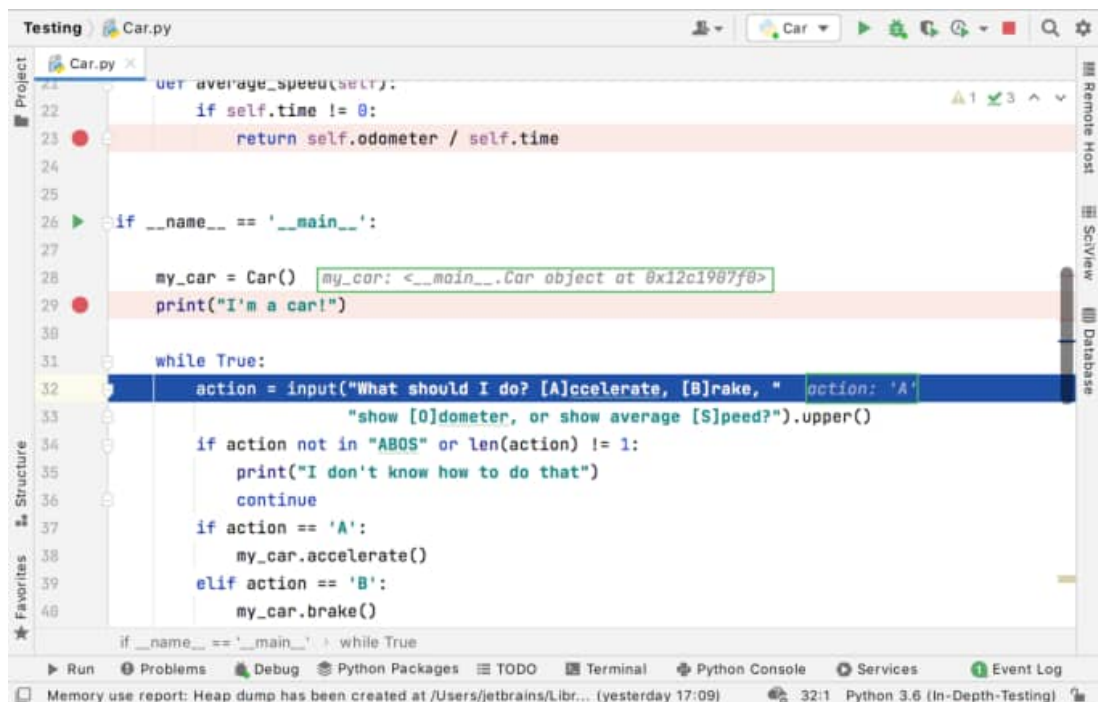 Testing Car.py
Car
Project
Car.py
21 def average_speed(self):
1 3
22 if self.time != 0:
23 return self.odometer / self.time
24
25
26 if __name__ == '__main__':
27
28 my_car = Car() my_car: <__main__.Car object at 0x12c1907f0>
29 print("I'm a car!")
30
31 while True:
32 action = input("What should I do? [A]ccelerate, [B]rake, " action: 'A'
33 "show [O]dometer, or show average [S]peed?").upper()
34 if action not in "ABOS" or len(action) != 1:
35 print("I don't know how to do that")
36 continue
37 if action == 'A':
38 my_car.accelerate()
39 elif action == 'B':
40 my_car.brake()
if __name__ == '__main__' › while True
Structure
Favorites
Remote Host
SciView
Database
Run Problems Debug Python Packages TODO Terminal Python Console Services 1 Event Log
Memory use report: Heap dump has been created at /Users/jetbrains/Libr... (yesterday 17:09) 32:1 Python 3.6 (In-Depth-Testing)